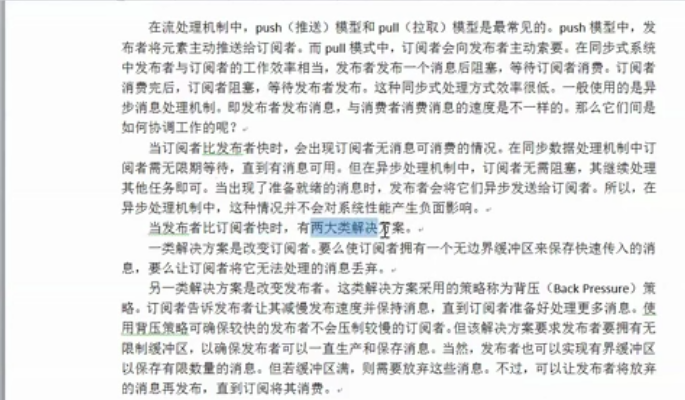 在流处理机制中，push（推送）模型和 pull（拉取）模型是最常见的。push 模型中，发
布者将元素主动推送给订阅者。而 pull 模式中，订阅者会向发布者主动索要。在同步式系统
中发布者与订阅者的工作效率相当，发布者发布一个消息后阻塞，等待订阅者消费。订阅者
消费完后，订阅者阻塞，等待发布者发布。这种同步式处理方式效率很低。一般使用的是异
步消息处理机制。即发布者发布消息，与消费者消费消息的速度是不一样的。那么它们间是
如何协调工作的呢？
当订阅者比发布者快时，会出现订阅者无消息可消费的情况。在同步数据处理机制中订
阅者需无限期等待，直到有消息可用。但在异步处理机制中，订阅者无需阻塞，其继续处理
其他任务即可。当出现了准备就绪的消息时，发布者会将它们异步发送给订阅者。所以，在
异步处理机制中，这种情况并不会对系统性能产生负面影响。
当发布者比订阅者快时，有两大类解决方案。
一类解决方案是改变订阅者。要么使订阅者拥有一个无边界缓冲区来保存快速传入的消
息，要么让订阅者将它无法处理的消息丢弃。
另一类解决方案是改变发布者。这类解决方案采用的策略称为背压（Back Pressure）策
略。订阅者告诉发布者让其减慢发布速度并保持消息，直到订阅者准备好处理更多消息。使
用背压策略可确保较快的发布者不会压制较慢的订阅者。但该解决方案要求发布者要拥有无
限制缓冲区，以确保发布者可以一直生产和保存消息。当然，发布者也可以实现有界缓冲区
以保存有限数量的消息。但若缓冲区满，则需要放弃这些消息。不过，可以让发布者将放弃
的消息再发布，直到订阅将其消费。